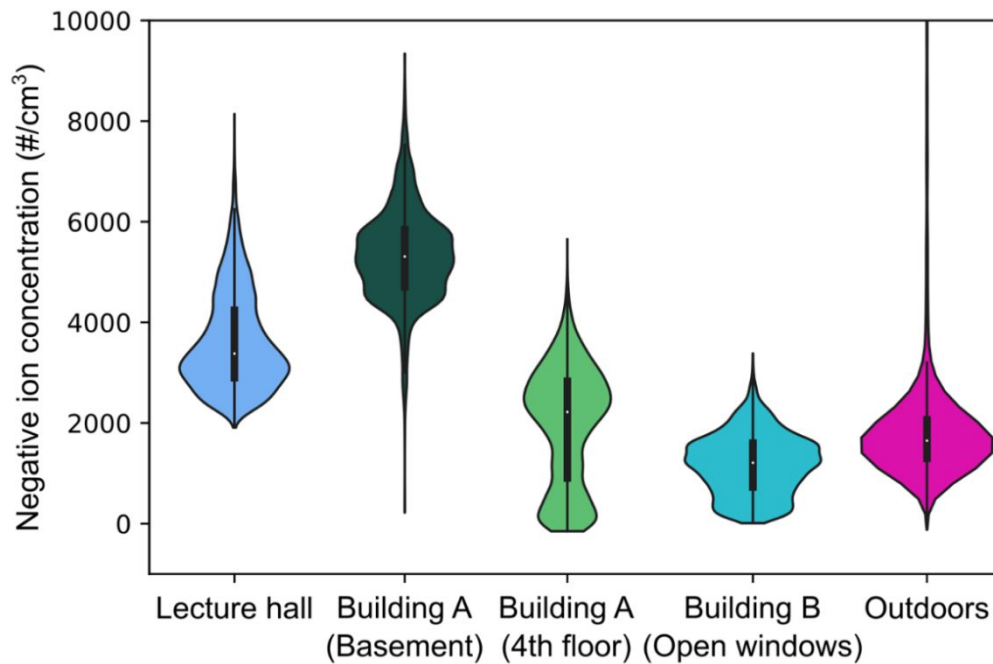 Negative ion concentration (#/cm³)
10000
8000
6000
4000
2000
0
Lecture hall
Building A
(Basement)
Building A
(4th floor)
Building B
(Open windows)
Outdoors